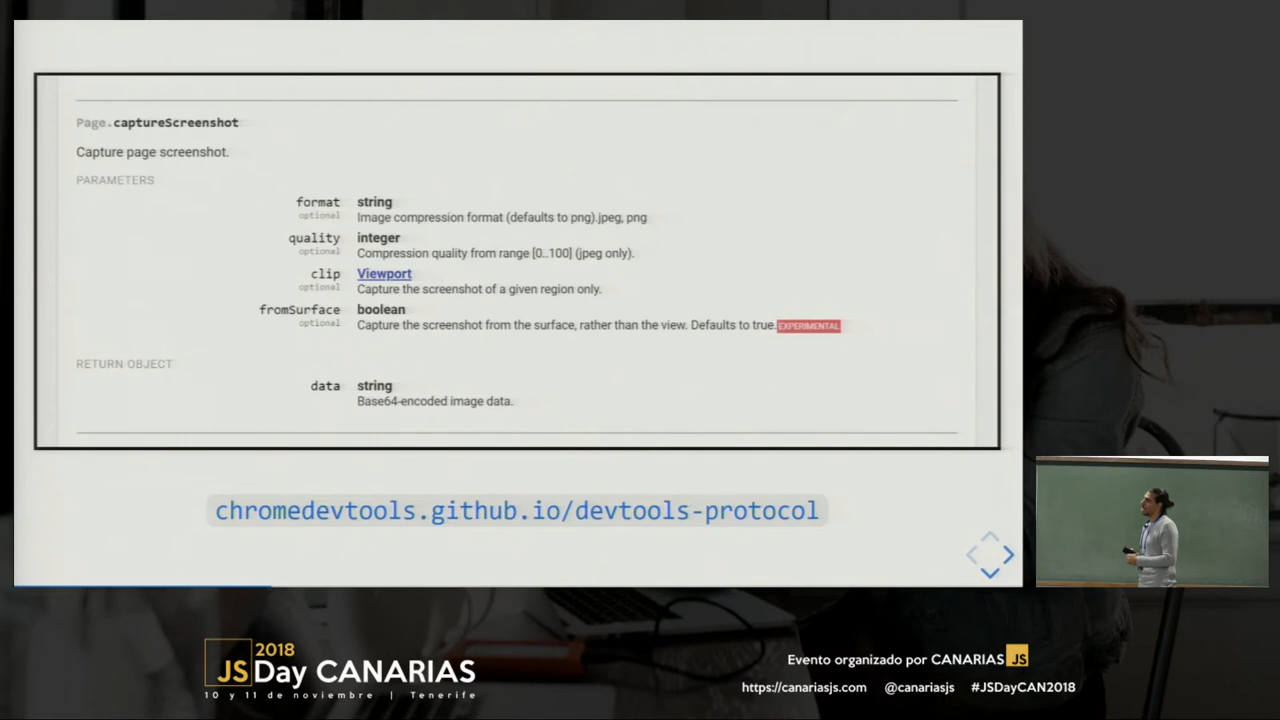 Page.captureScreenshot
Capture page screenshot.
PARAMETERS
format string
optional Image compression format (defaults to png).jpeg, png
quality integer
optional Compression quality from range [0..100] (jpeg only).
clip Viewport
optional Capture the screenshot of a given region only.
fromSurface boolean
optional Capture the screenshot from the surface, rather than the view. Defaults to true. EXPERIMENTAL
RETURN OBJECT
data string
Base64-encoded image data.
chromedevtools.github.io/devtools-protocol
2018
JSDay CANARIAS
10 y 11 de noviembre | Tenerife
Evento organizado por CANARIAS JS
https://canariasjs.com @canariasjs #JSDayCAN2018